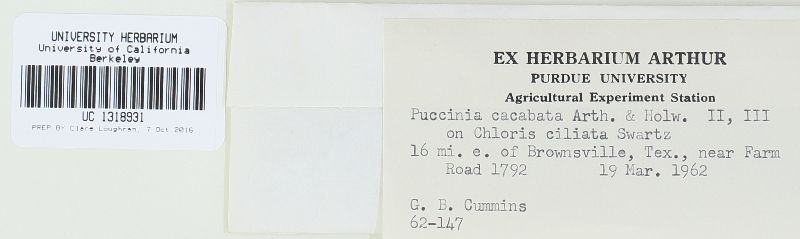 UNIVERSITY HERBARIUM
University of California
Berkeley
UC 1318931
PREP BY Clare Loughran, 7 Oct 2016
EX HERBARIUM ARTHUR
PURDUE UNIVERSITY
Agricultural Experiment Station
Puccinia cacabata Arth. & Holw. II, III
on Chloris ciliata Swartz
16 mi. e. of Brownsville, Tex., near Farm
Road 1792 19 Mar. 1962
G. B. Cummins
62-147